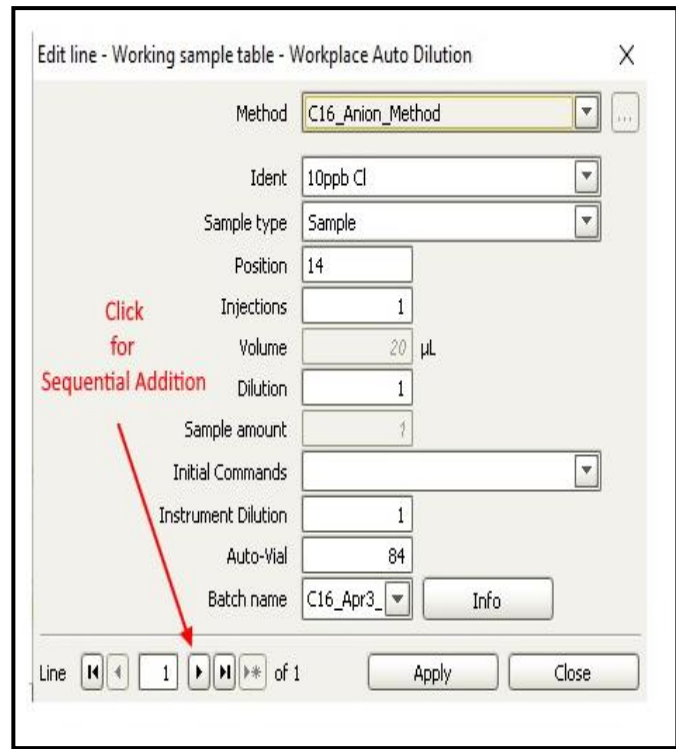 Edit line - Working sample table - Workplace Auto Dilution X
Method C16_Anion_Method ...
Ident 10ppb Cl
Sample type Sample
Position 14
Injections 1
Volume 20 µL
Dilution 1
Sample amount 1
Initial Commands
Instrument Dilution 1
Auto-Vial 84
Batch name C16_Apr3_ Info
Click
for
Sequential Addition
Line 1 of 1 Apply Close